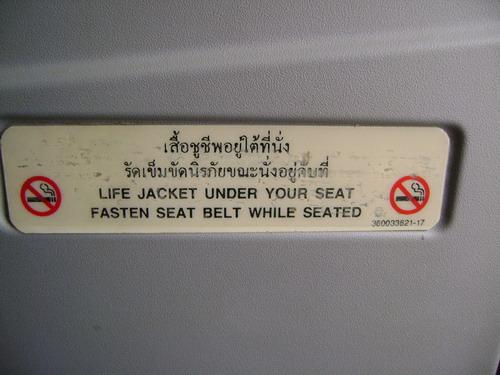 เสื้อชูชีพอยู่ใต้ที่นั่ง
รัดเข็มขัดนิรภัยขณะนั่งอยู่กับที่
LIFE JACKET UNDER YOUR SEAT
FASTEN SEAT BELT WHILE SEATED
360033621-17